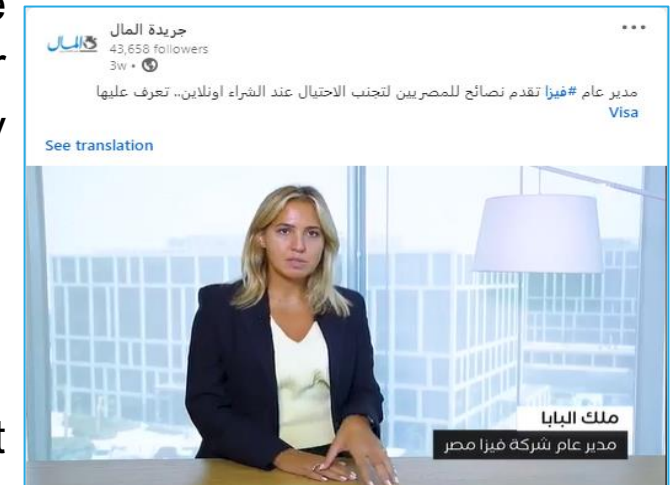 e
r
y
t
جريدة المال
المال
43,658 followers
3w •
مدير عام #فيزا تقدم نصائح للمصريين لتجنب الاحتيال عند الشراء اونلاين.. تعرف عليها
Visa
See translation
ملك البابا
مدير عام شركة فيزا مصر